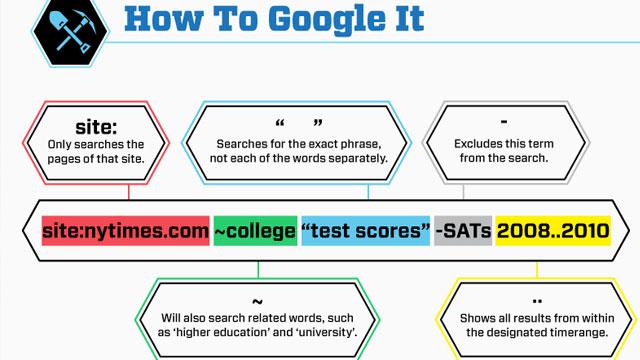 How To Google It
site:
Only searches the
pages of that site.
“ ”
Searches for the exact phrase,
not each of the words separately.
-
Excludes this term
from the search.
site:nytimes.com ~college “test scores” -SATs 2008..2010
~
Will also search related words, such
as ‘higher education’ and ‘university’.
..
Shows all results from within
the designated timerange.